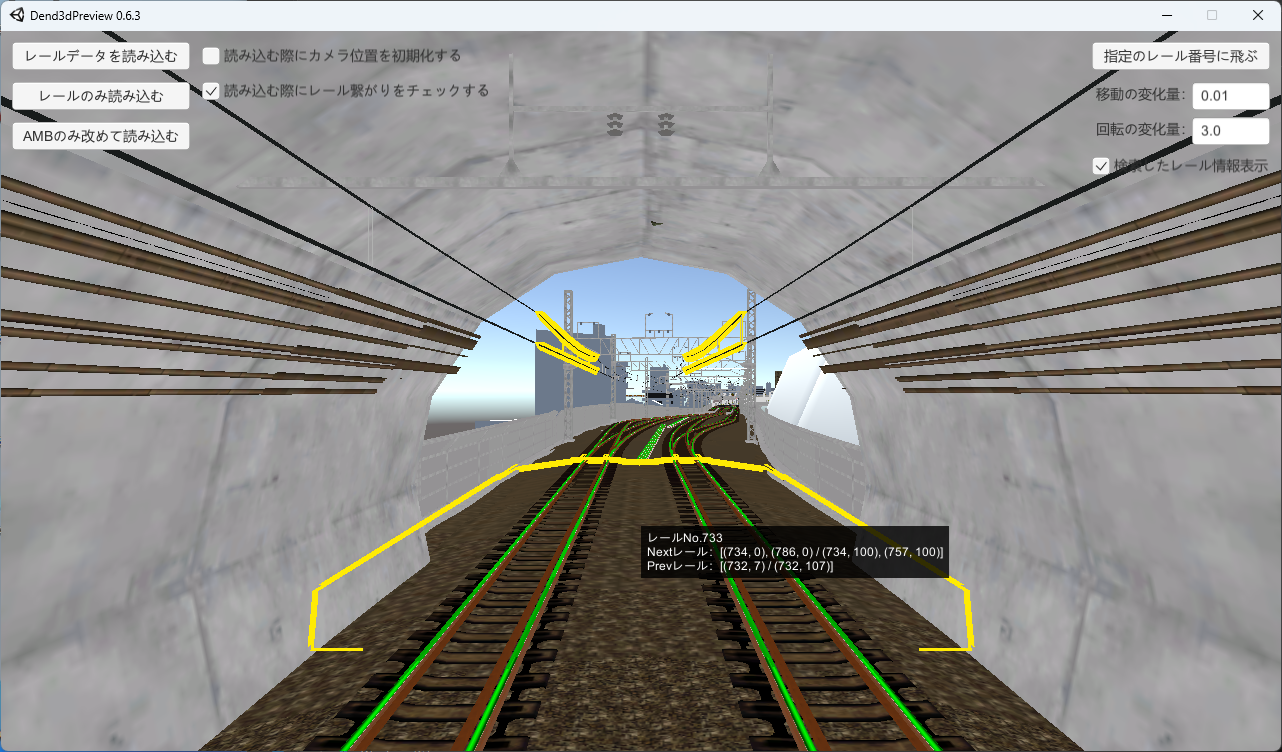 Dend3dPreview 0.6.3
レールデータを読み込む
読み込む際にカメラ位置を初期化する
指定のレール番号に飛ぶ
レールのみ読み込む
読み込む際にレール繋がりをチェックする
移動の変化量：
0.01
AMBのみ改めて読み込む
回転の変化量：
3.0
検索したレール情報表示
レールNo.733
Nextレール：[(734, 0), (786, 0) / (734, 100), (757, 100)]
Prevレール：[(732, 7) / (732, 107)]